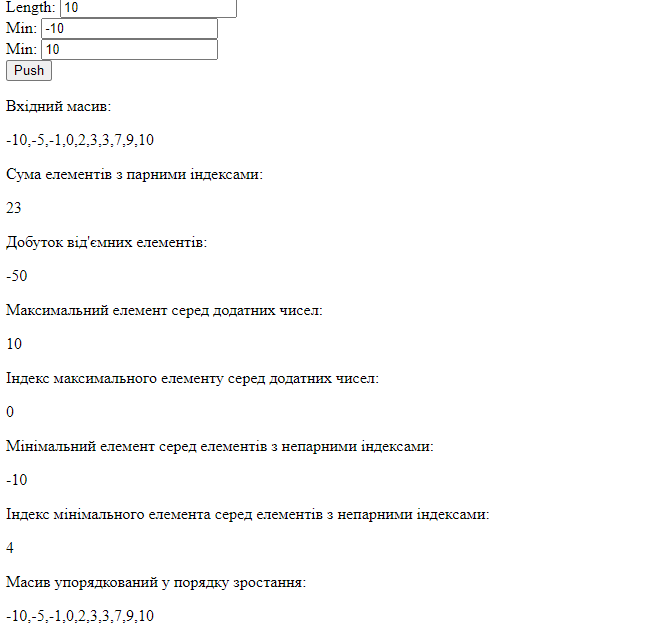 Length: 10
Min: -10
Min: 10
Push
Вхідний масив:
-10,-5,-1,0,2,3,3,7,9,10
Сума елементів з парними індексами:
23
Добуток від'ємних елементів:
-50
Максимальний елемент серед додатних чисел:
10
Індекс максимального елементу серед додатних чисел:
0
Мінімальний елемент серед елементів з непарними індексами:
-10
Індекс мінімального елемента серед елементів з непарними індексами:
4
Масив упорядкований у порядку зростання:
-10,-5,-1,0,2,3,3,7,9,10